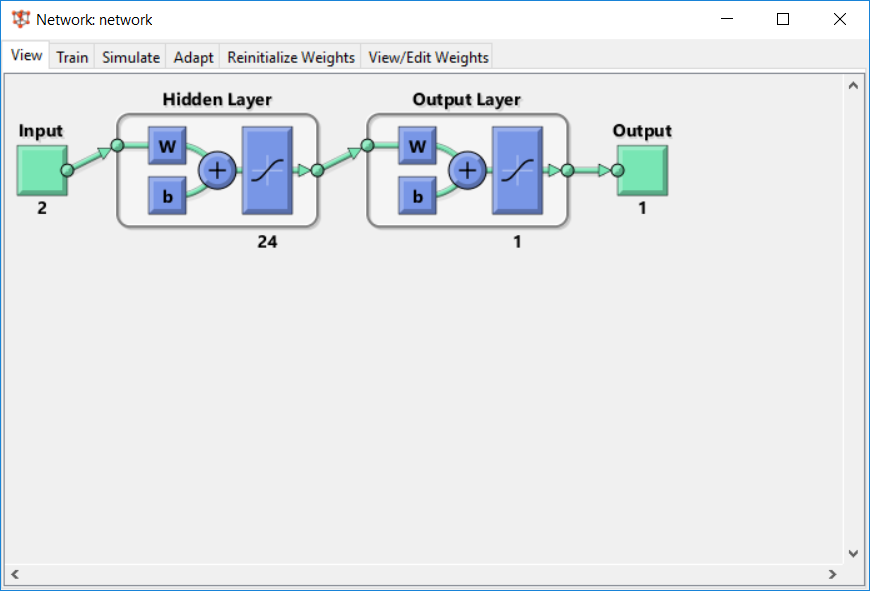 Network: network
View Train Simulate Adapt Reinitialize Weights View/Edit Weights
Hidden Layer Output Layer
Input Output
W W
b b
2 1
24 1